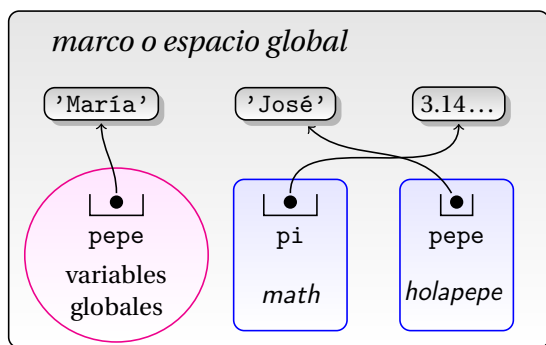 marco o espacio global
'María' 'José' 3.14...
pepe pi pepe
variables
globales
math holapepe